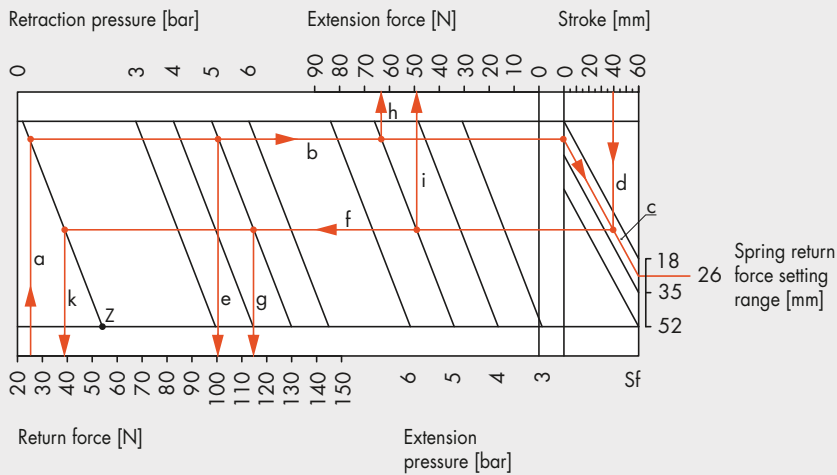 Retraction pressure [bar] Extension force [N] Stroke [mm]
0 3 4 5 6 90 80 70 60 50 40 30 20 10 0 0 20 40 60
h
b
d
i
c
f
a
k
e
g
Z
18
26
35
52
Spring return
force setting
range [mm]
20 30 40 50 60 70 80 90 100 110 120 130 140 150 6 5 4 3 Sf
Return force [N]
Extension
pressure [bar]